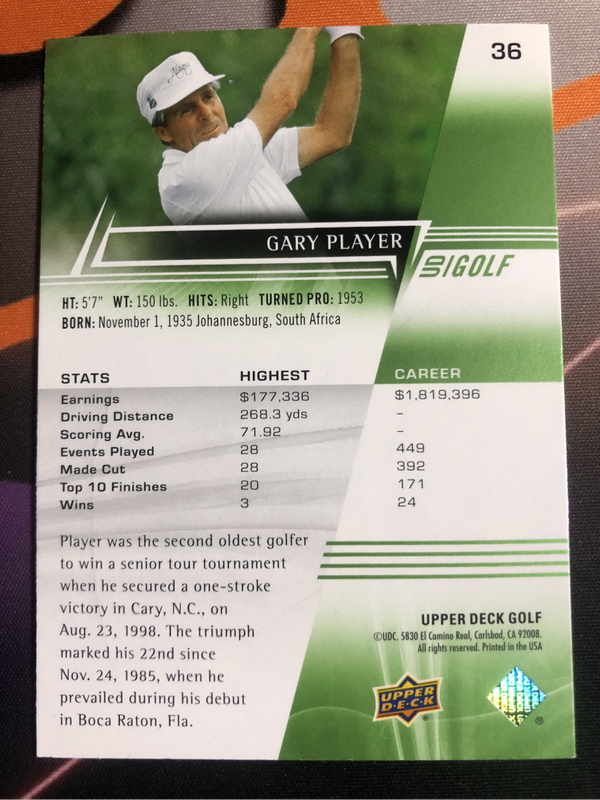 36
GARY PLAYER
UD/GOLF
HT: 5'7" WT: 150 lbs. HITS: Right TURNED PRO: 1953
BORN: November 1, 1935 Johannesburg, South Africa
STATS HIGHEST CAREER
Earnings $177,336 $1,819,396
Driving Distance 268.3 yds –
Scoring Avg. 71.92 –
Events Played 28 449
Made Cut 28 392
Top 10 Finishes 20 171
Wins 3 24
Player was the second oldest golfer
to win a senior tour tournament
when he secured a one-stroke
victory in Cary, N.C., on
Aug. 23, 1998. The triumph
marked his 22nd since
Nov. 24, 1985, when he
prevailed during his debut
in Boca Raton, Fla.
UPPER DECK GOLF
©UDC. 5830 El Camino Real, Carlsbad, CA 92008.
All rights reserved. Printed in the USA
UPPER
D·E·C·K
®